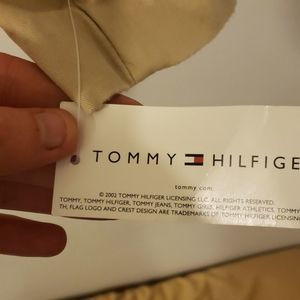 TOMMY HILFIGE
tommy.com
© 2002 TOMMY HILFIGER LICENSING LLC. ALL RIGHTS RESERVED.
TOMMY, TOMMY HILFIGER, TOMMY JEANS, TOMMY GIRL, HILFIGER ATHLETICS, TOMMY
TH, FLAG LOGO AND CREST DESIGN ARE TRADEMARKS OF TOMMY HILFIGER LICENSIN